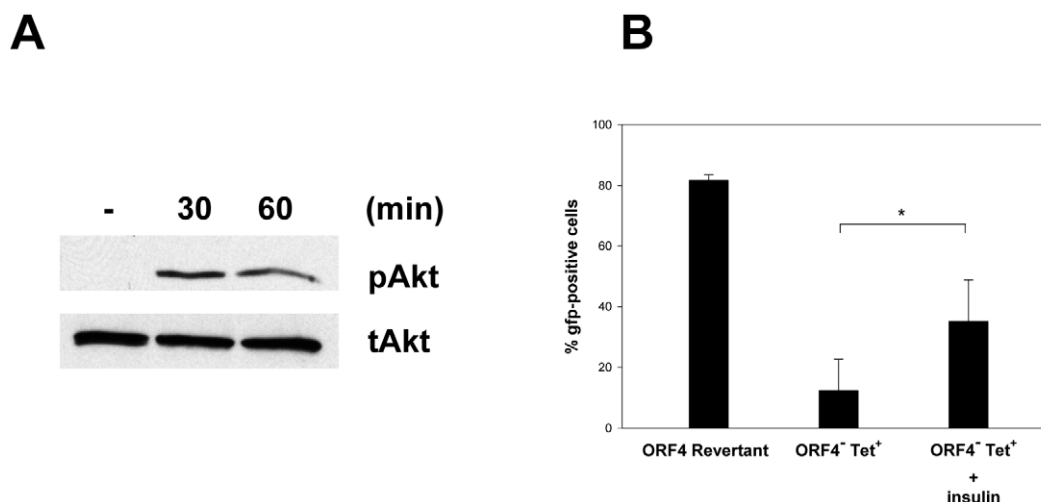 A
B
- 30 60 (min)
pAkt
tAkt
% gfp-positive cells
100
80
60
40
20
0
*
ORF4 Revertant
ORF4⁻ Tet⁺
ORF4⁻ Tet⁺
+
insulin